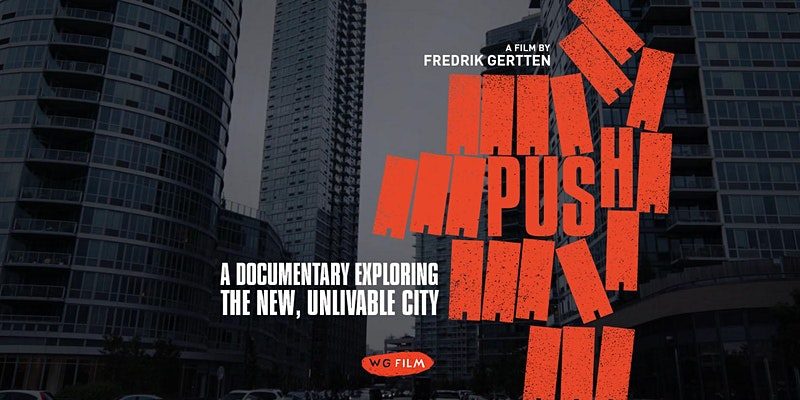 A FILM BY
FREDRIK GERTTEN
PUSH
A DOCUMENTARY EXPLORING
THE NEW, UNLIVABLE CITY
WG FILM